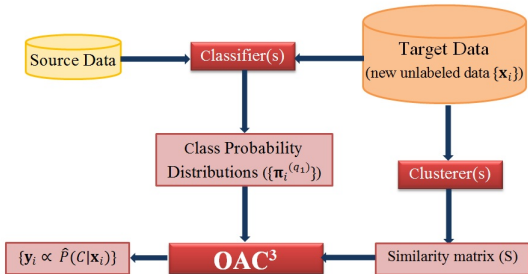 Source Data
Classifier(s)
Target Data
(new unlabeled data {𝐱ᵢ})
Class Probability
Distributions ({𝛑ᵢ⁽𝑞₁⁾})
Clusterer(s)
{𝐲ᵢ ∝ P̂(C|𝐱ᵢ)}
OAC³
Similarity matrix (S)